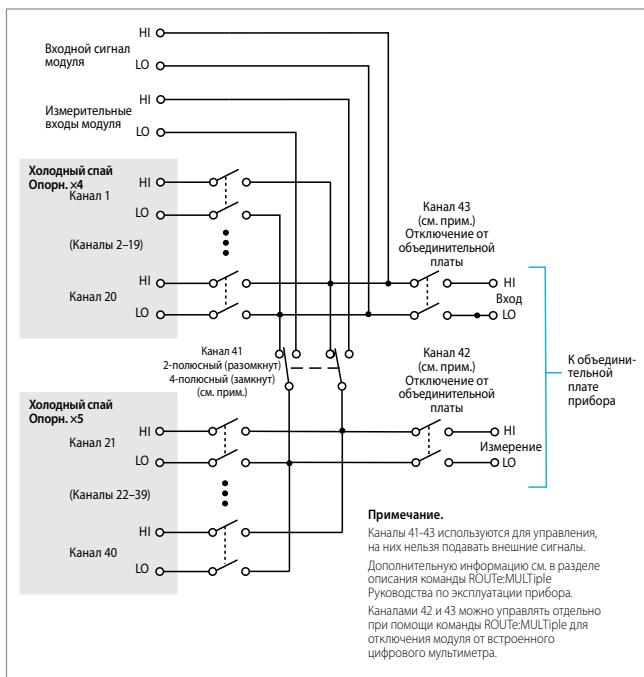 Входной сигнал
модуля
HI
LO
Измерительные
входы модуля
HI
LO
Холодный спай
Опорн. ×4
Канал 1
HI
LO
(Каналы 2–19)
Канал 20
HI
LO
Канал 43
(см. прим.)
Отключение от
объединительной
платы
HI
Вход
LO
Канал 41
2-полюсный (разомкнут)
4-полюсный (замкнут)
(см. прим.)
Канал 42
(см. прим.)
Отключение от
объединительной
платы
HI
Измерение
LO
К объедини-
тельной
плате
прибора
Холодный спай
Опорн. ×5
Канал 21
HI
LO
(Каналы 22–39)
Канал 40
HI
LO
Примечание.
Каналы 41-43 используются для управления,
на них нельзя подавать внешние сигналы.
Дополнительную информацию см. в разделе
описания команды ROUTe:MULTiple
Руководства по эксплуатации прибора.
Каналами 42 и 43 можно управлять отдельно
при помощи команды ROUTe:MULTiple для
отключения модуля от встроенного
цифрового мультиметра.